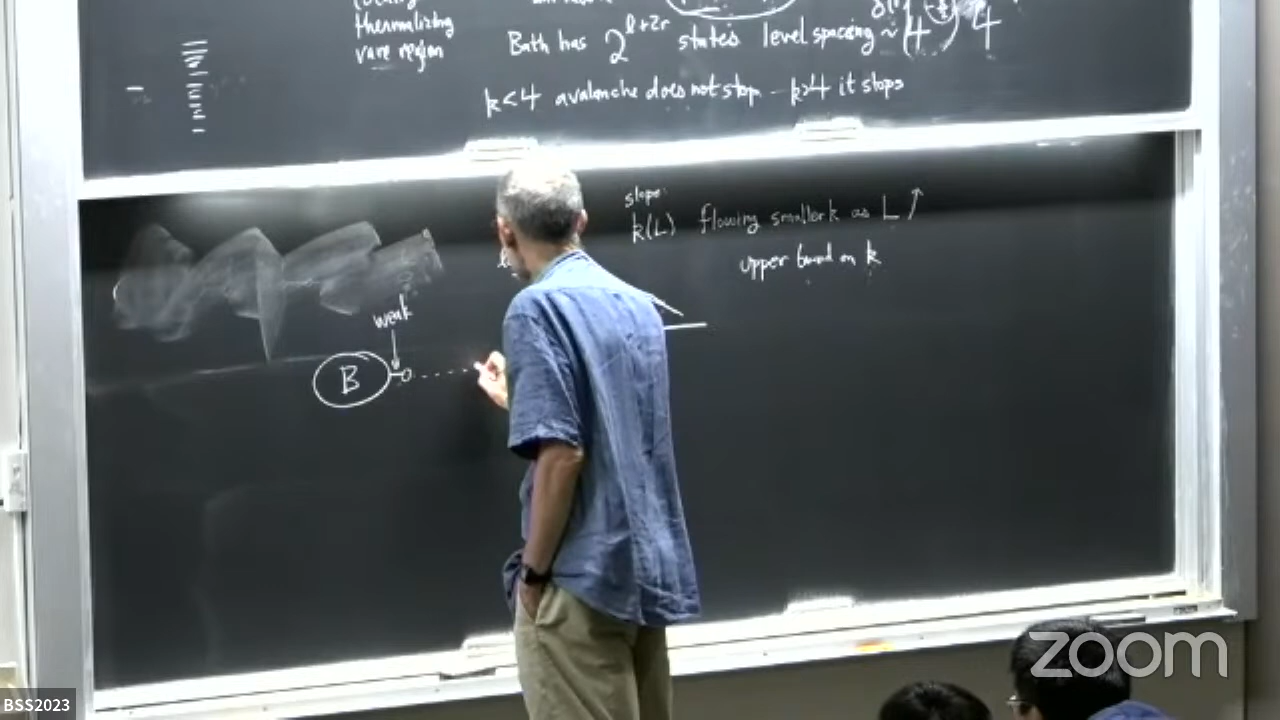 thermalizing
rare region
Bath has 2^{l+2r} states level spacing ~
k<4 avalanche does not stop - k>4 it stops
slope:
k(L) flowing smaller k as L ↑
upper bound on k
weak
B
BSS2023
zoom